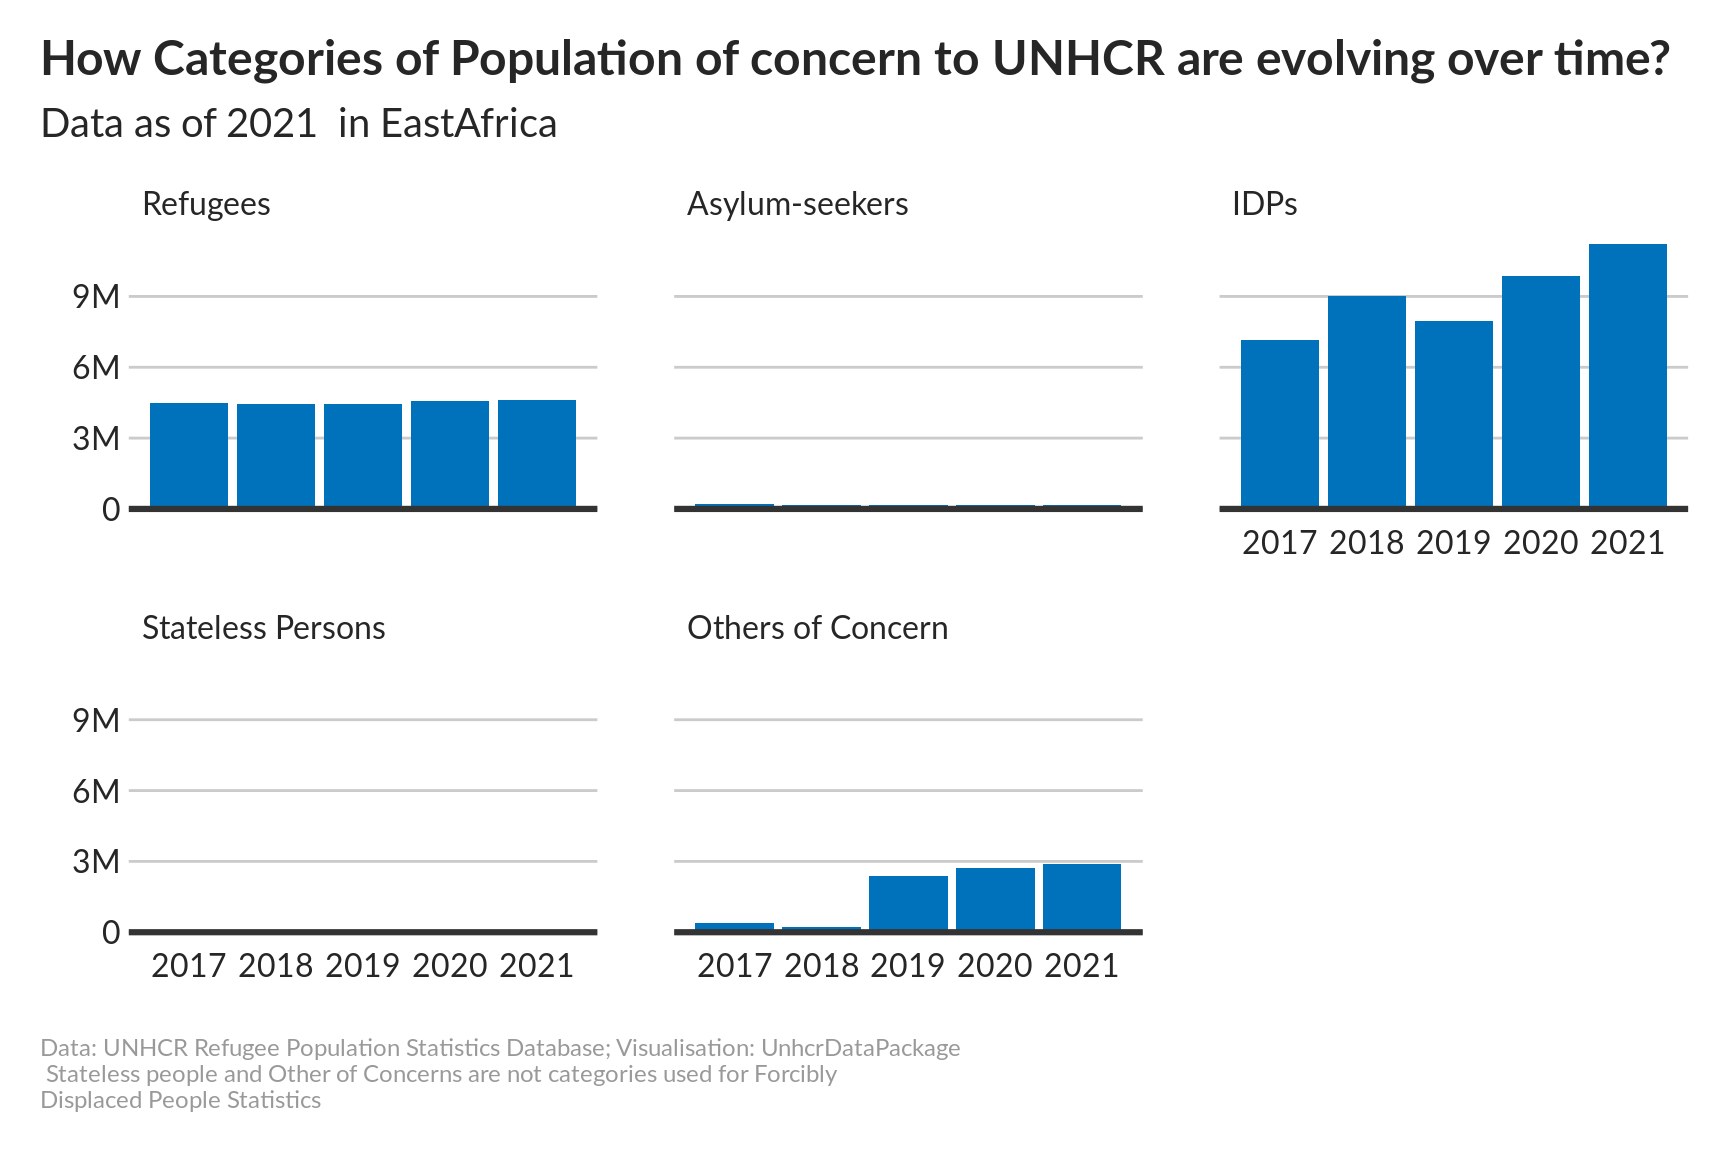 How Categories of Population of concern to UNHCR are evolving over time?
Data as of 2021  in EastAfrica
Refugees
Asylum-seekers
IDPs
9M
6M
3M
0
2017 2018 2019 2020 2021
Stateless Persons
Others of Concern
9M
6M
3M
0
2017 2018 2019 2020 2021
2017 2018 2019 2020 2021
Data: UNHCR Refugee Population Statistics Database; Visualisation: UnhcrDataPackage
Stateless people and Other of Concerns are not categories used for Forcibly
Displaced People Statistics